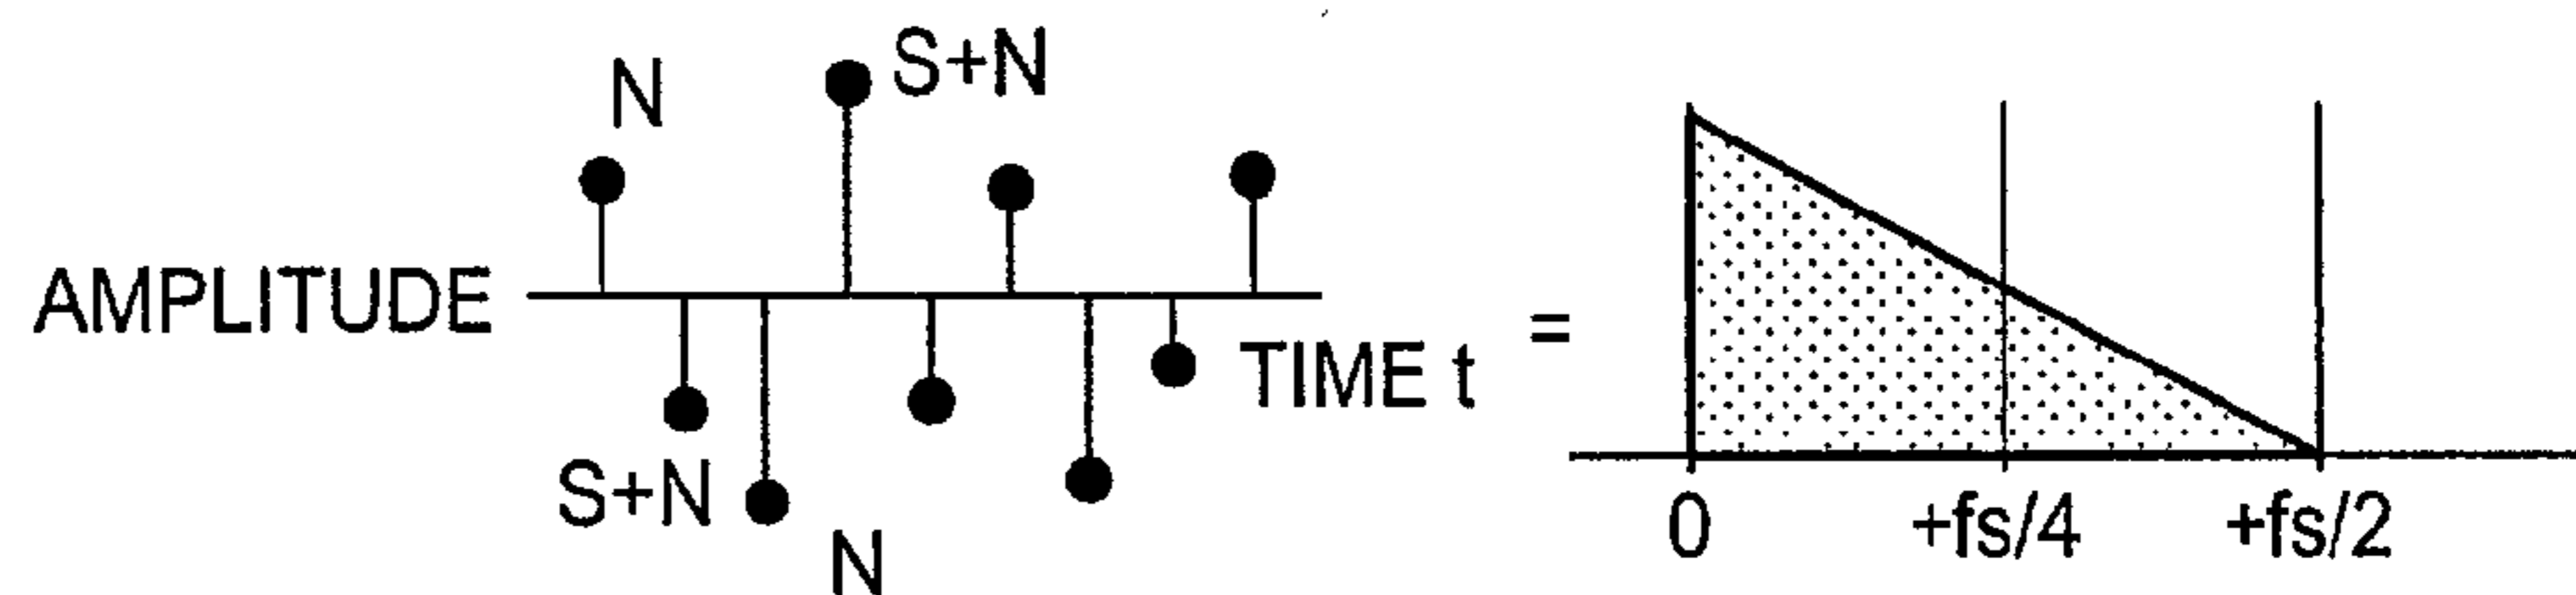 N
S+N
AMPLITUDE
TIME t
=
S+N
N
0
+fs/4
+fs/2